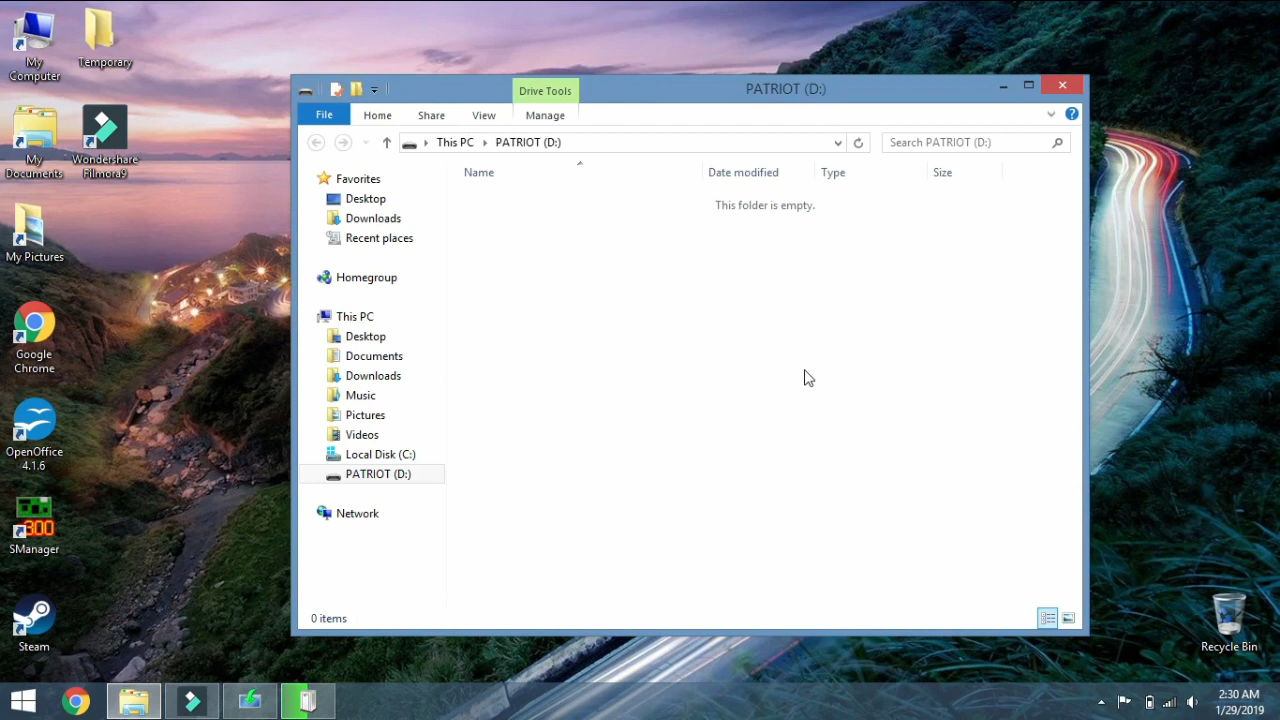 My Computer
Temporary
My Documents
Wondershare Filmora9
My Pictures
Google Chrome
OpenOffice 4.1.6
300
SManager
Steam
Drive Tools
PATRIOT (D:)
File
Home
Share
View
Manage
This PC
PATRIOT (D:)
Search PATRIOT (D:)
Name
Date modified
Type
Size
This folder is empty.
Favorites
Desktop
Downloads
Recent places
Homegroup
This PC
Desktop
Documents
Downloads
Music
Pictures
Videos
Local Disk (C:)
PATRIOT (D:)
Network
0 items
Recycle Bin
2:30 AM
1/29/2019